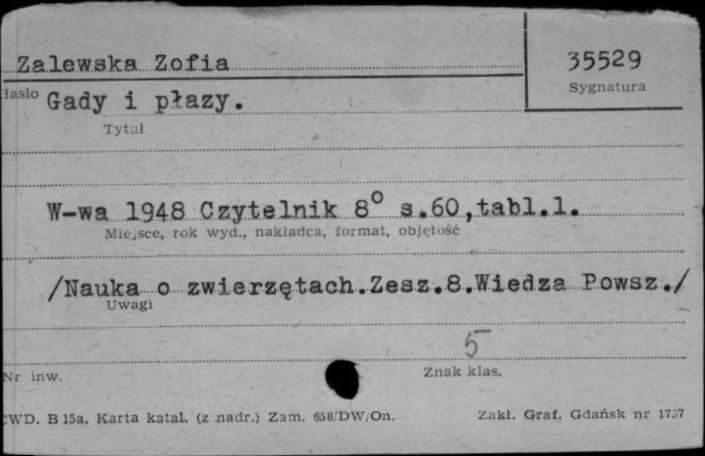 Zalewska Zofia
35529
Sygnatura
Hasło Gady i płazy.
Tytuł
W-wa 1948 Czytelnik 8° s.60,tabl.1.
Miejsce, rok wyd., nakładca, format, objętość
/Nauka o zwierzętach.Zesz.8.Wiedza Powsz./
Uwagi
5
Nr inw.
Znak klas.
CWD. B 15a. Karta katal. (z nadr.) Zam. 658/DW/On.
Zakł. Graf. Gdańsk nr 1737